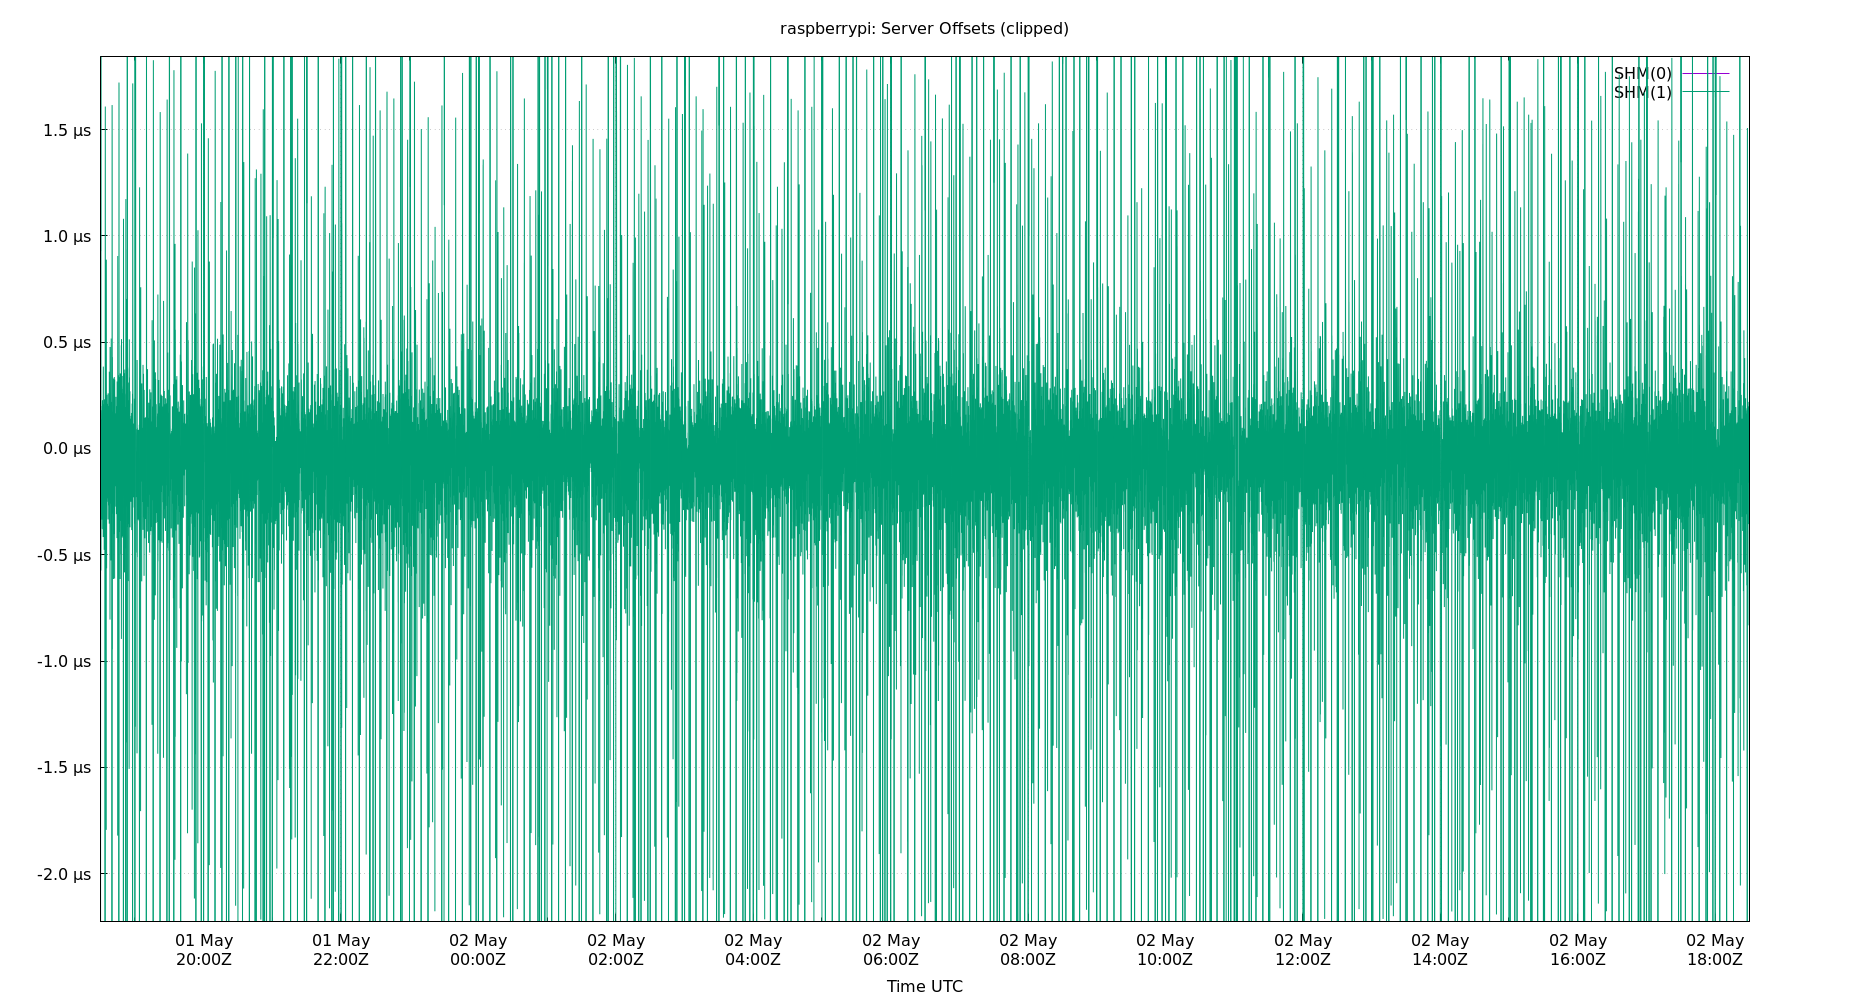 raspberrypi: Server Offsets (clipped)
SHM(0)
SHM(1)
1.5 µs
1.0 µs
0.5 µs
0.0 µs
-0.5 µs
-1.0 µs
-1.5 µs
-2.0 µs
01 May 01 May 02 May 02 May 02 May 02 May 02 May 02 May 02 May 02 May 02 May 02 May
20:00Z 22:00Z 00:00Z 02:00Z 04:00Z 06:00Z 08:00Z 10:00Z 12:00Z 14:00Z 16:00Z 18:00Z
Time UTC